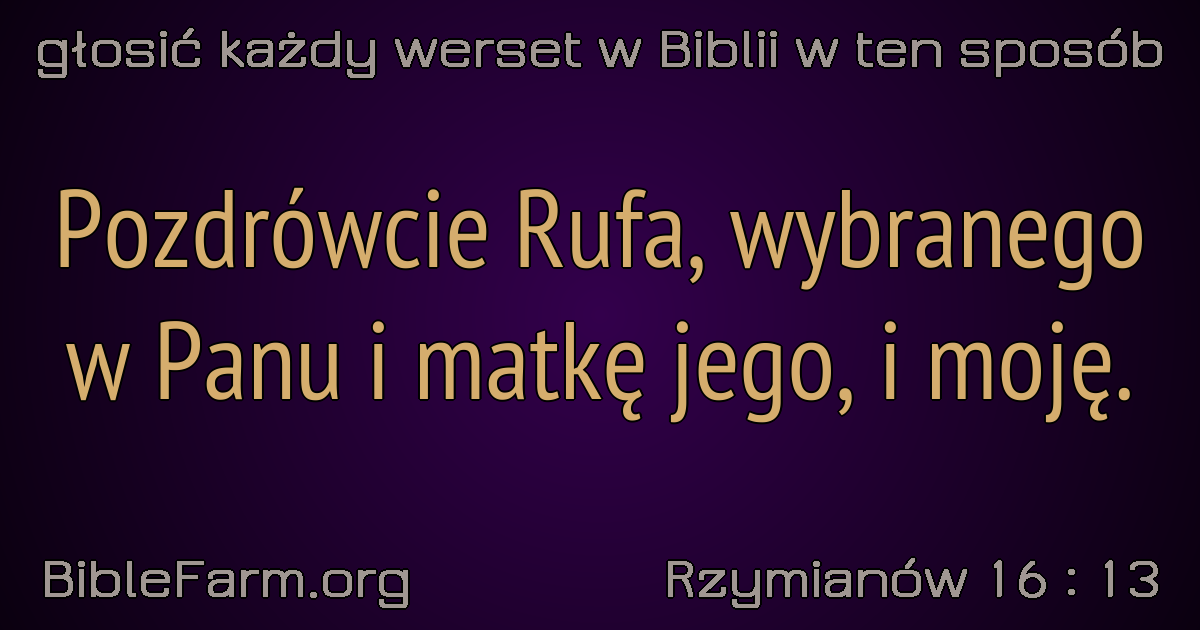 głosić każdy werset w Biblii w ten sposób
Pozdrówcie Rufa, wybranego
w Panu i matkę jego, i moję.
BibleFarm.org
Rzymianów 16 : 13